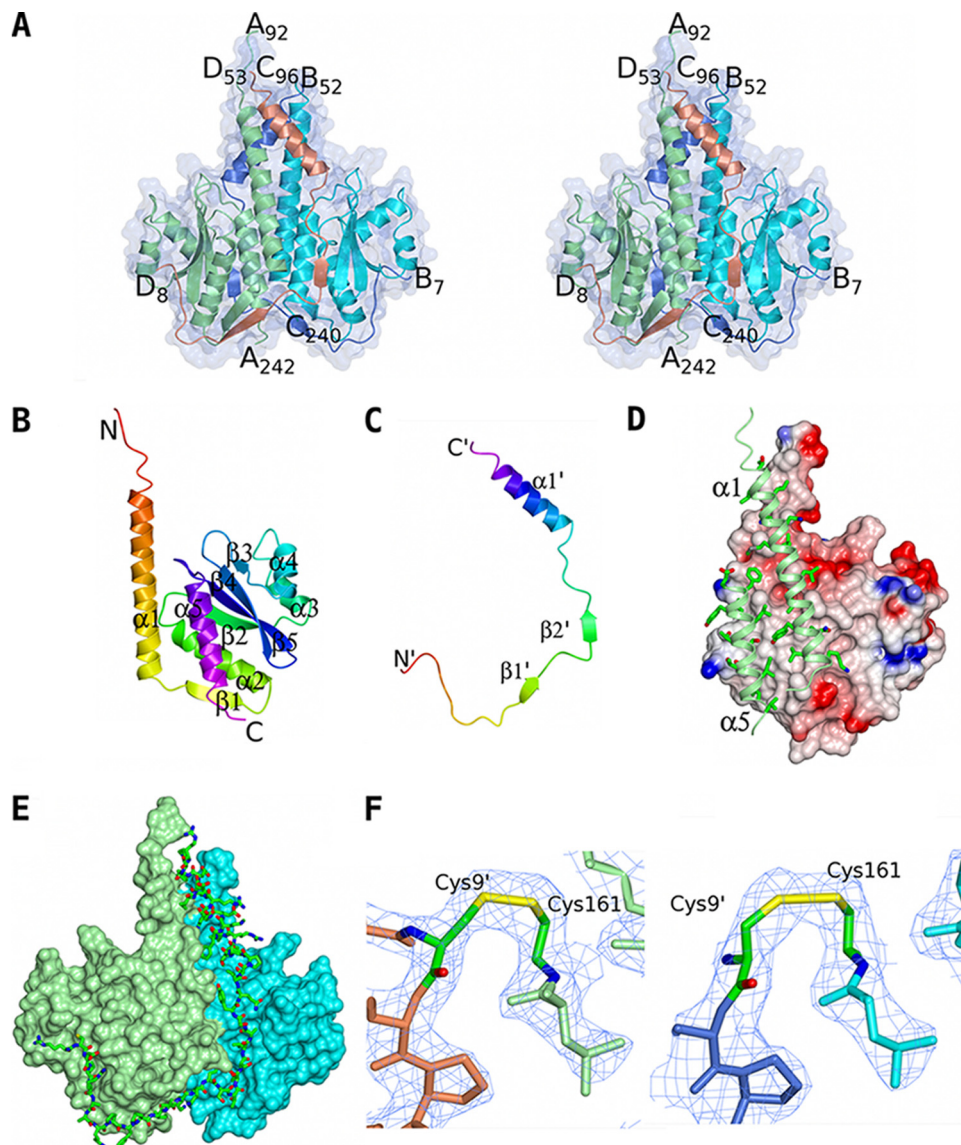 A
A92 A92
D53 C96 B52 D53 C96 B52
D8 B7 D8 B7
C240 C240
A242 A242
B C D
N C' α1' α1
β3 α4
β4
α1 α5 β2 α3
β5
β2'
N' β1'
α2
β1 C α5
E F
Cys9' Cys161 Cys9' Cys161